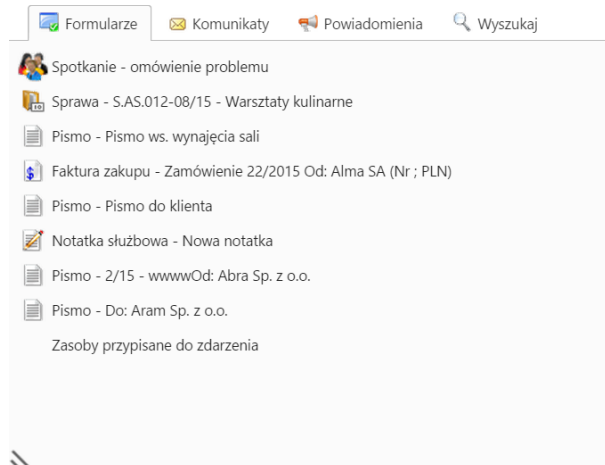 Formularze Komunikaty Powiadomienia Wyszukaj
Spotkanie - omówienie problemu
Sprawa - S.AS.012-08/15 - Warsztaty kulinarne
Pismo - Pismo ws. wynajęcia sali
Faktura zakupu - Zamówienie 22/2015 Od: Alma SA (Nr ; PLN)
Pismo - Pismo do klienta
Notatka służbowa - Nowa notatka
Pismo - 2/15 - wwwwOd: Abra Sp. z o.o.
Pismo - Do: Aram Sp. z o.o.
Zasoby przypisane do zdarzenia